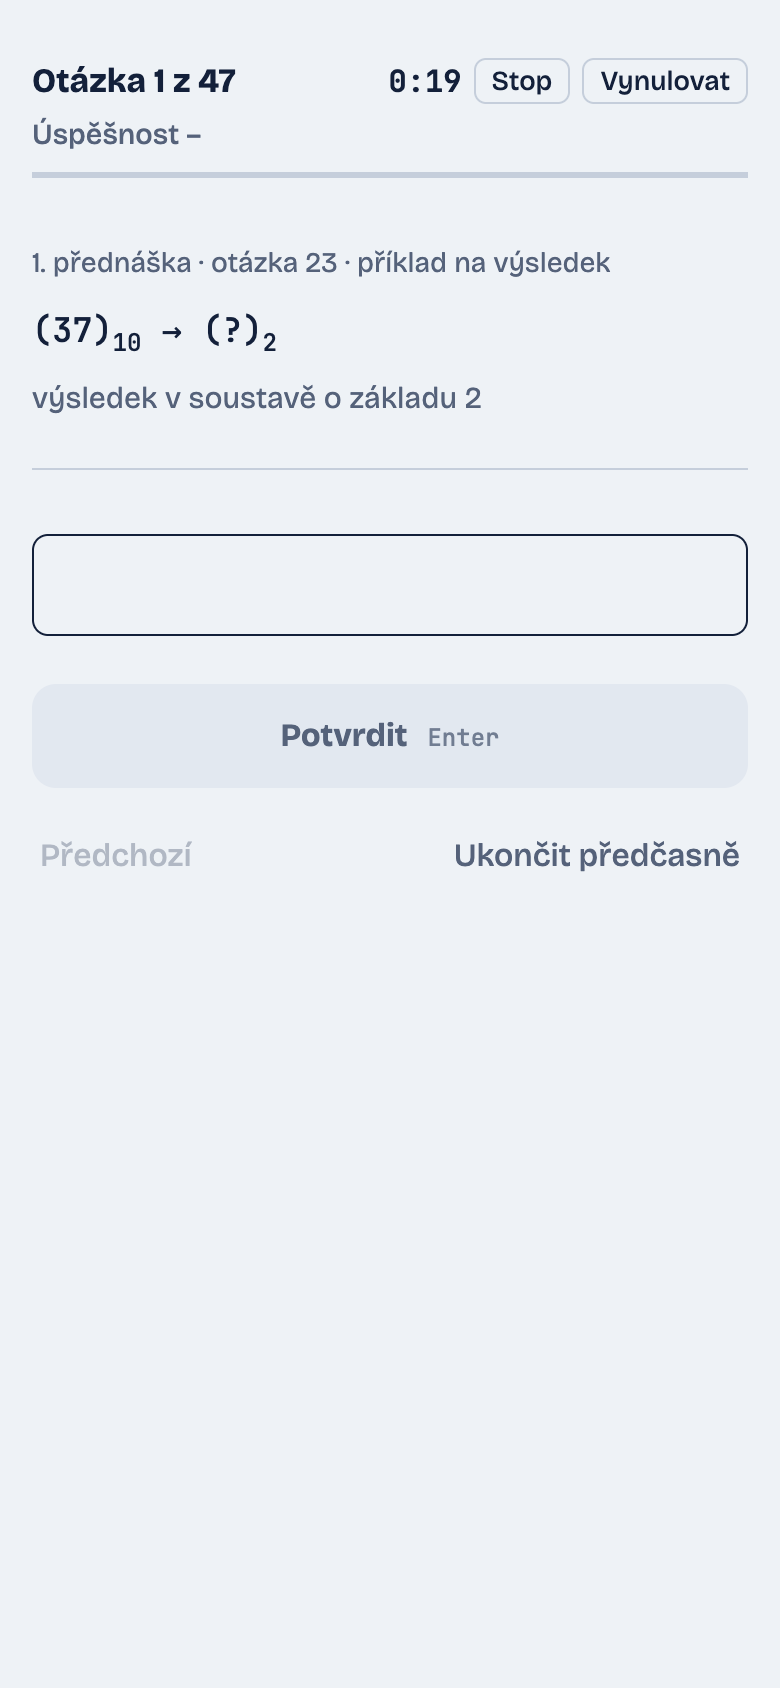 Otázka 1 z 47 0:19 Stop Vynulovat
Úspěšnost –
1. přednáška · otázka 23 · příklad na výsledek
(37)₁₀ → (?)₂
výsledek v soustavě o základu 2
Potvrdit Enter
Předchozí Ukončit předčasně